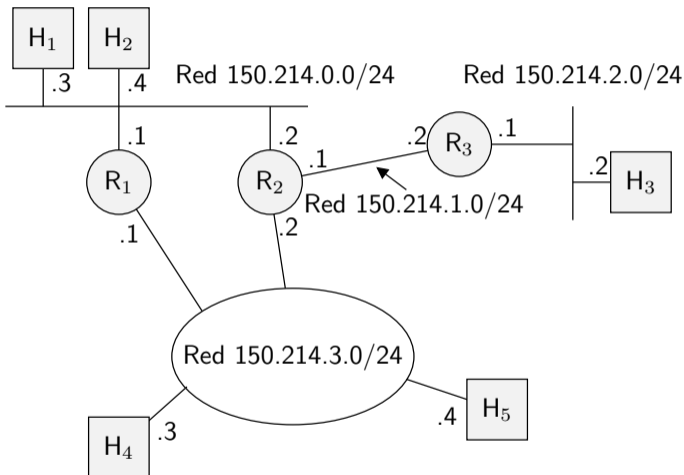 H₁
H₂
.3
.4
Red 150.214.0.0/24
Red 150.214.2.0/24
.1
.2
.2
.1
R₃
.1
R₁
R₂
.2
H₃
Red 150.214.1.0/24
.1
.2
Red 150.214.3.0/24
.3
H₄
.4
H₅